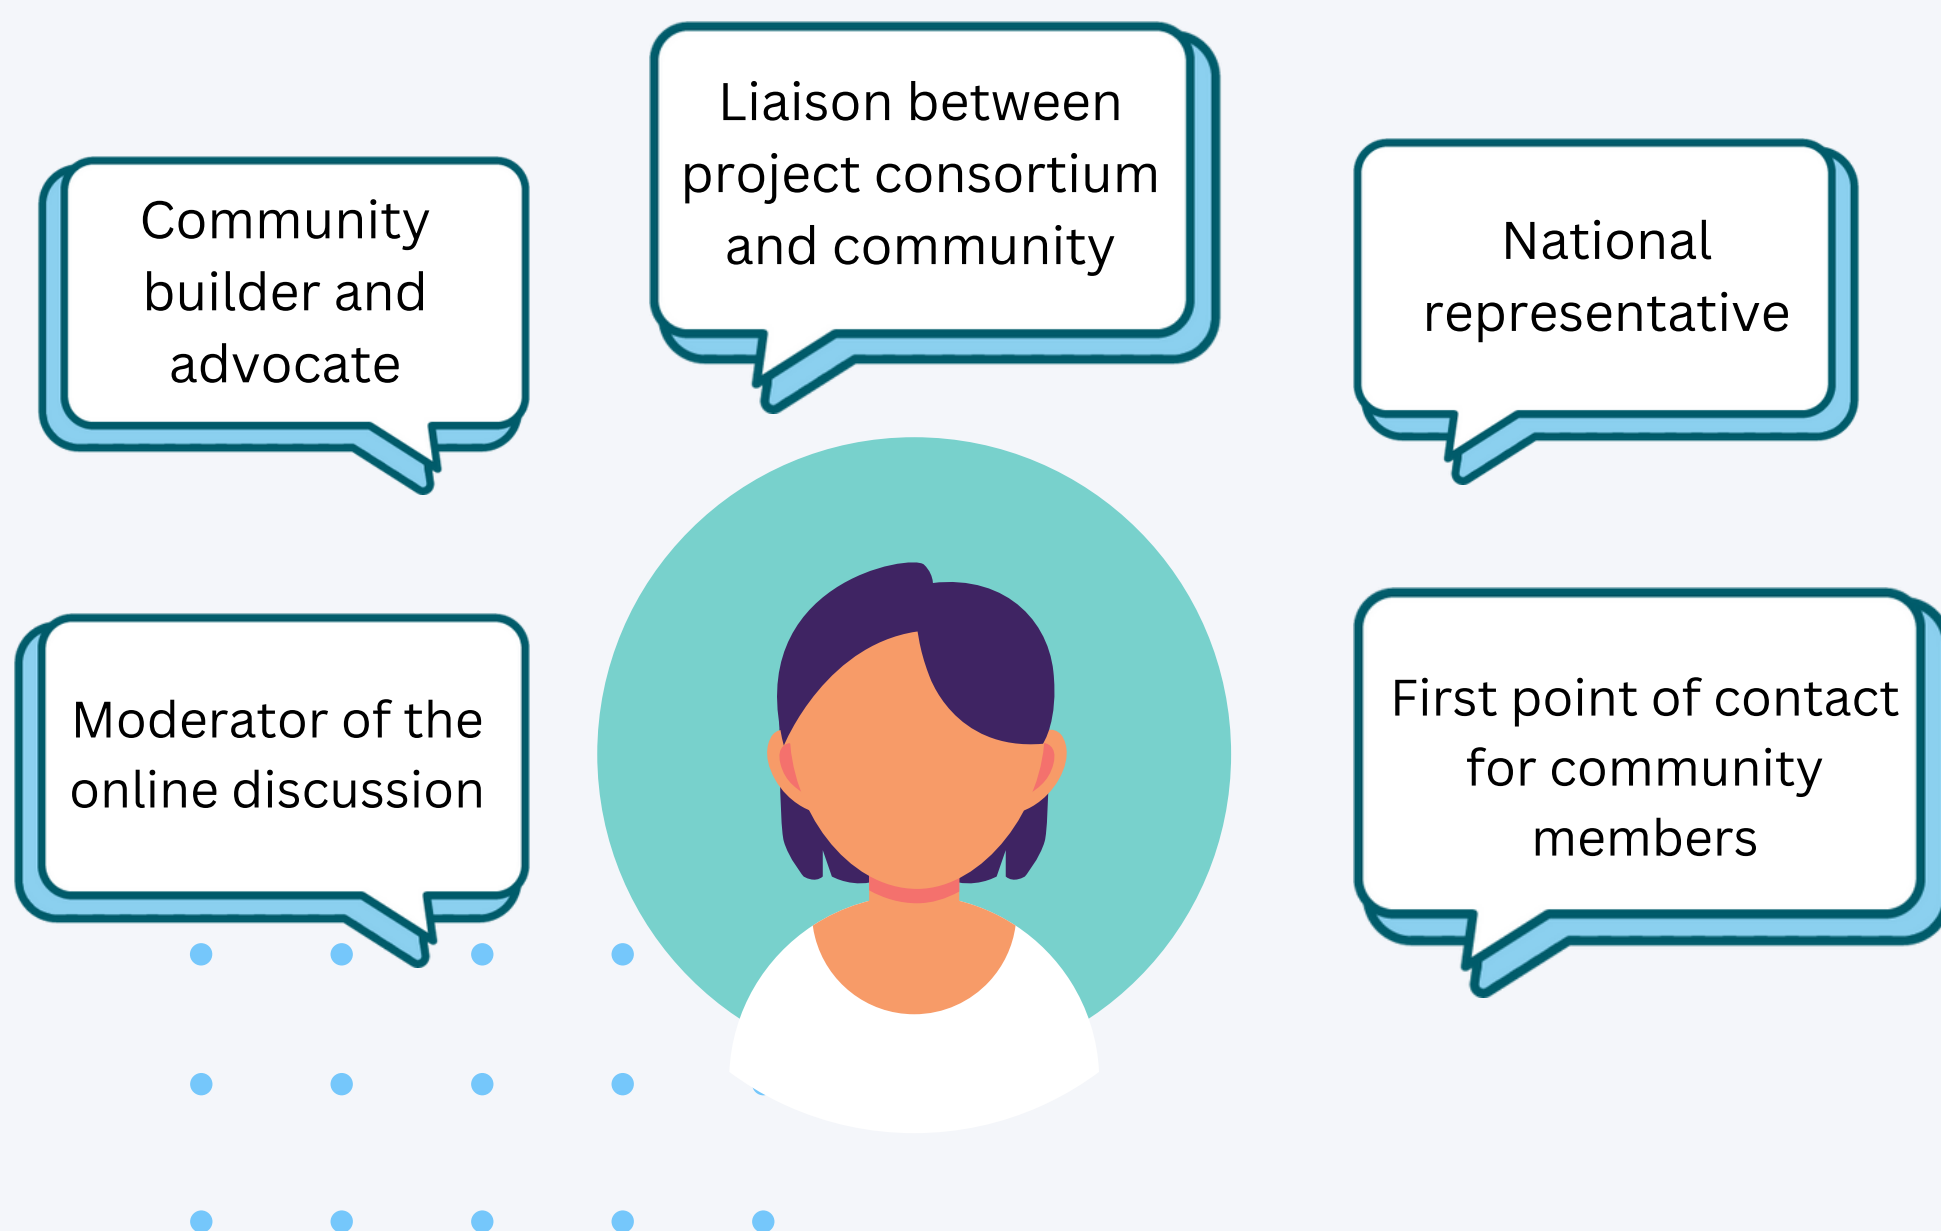 Liaison between
project consortium
and community
Community
builder and
advocate
National
representative
Moderator of the
online discussion
First point of contact
for community
members